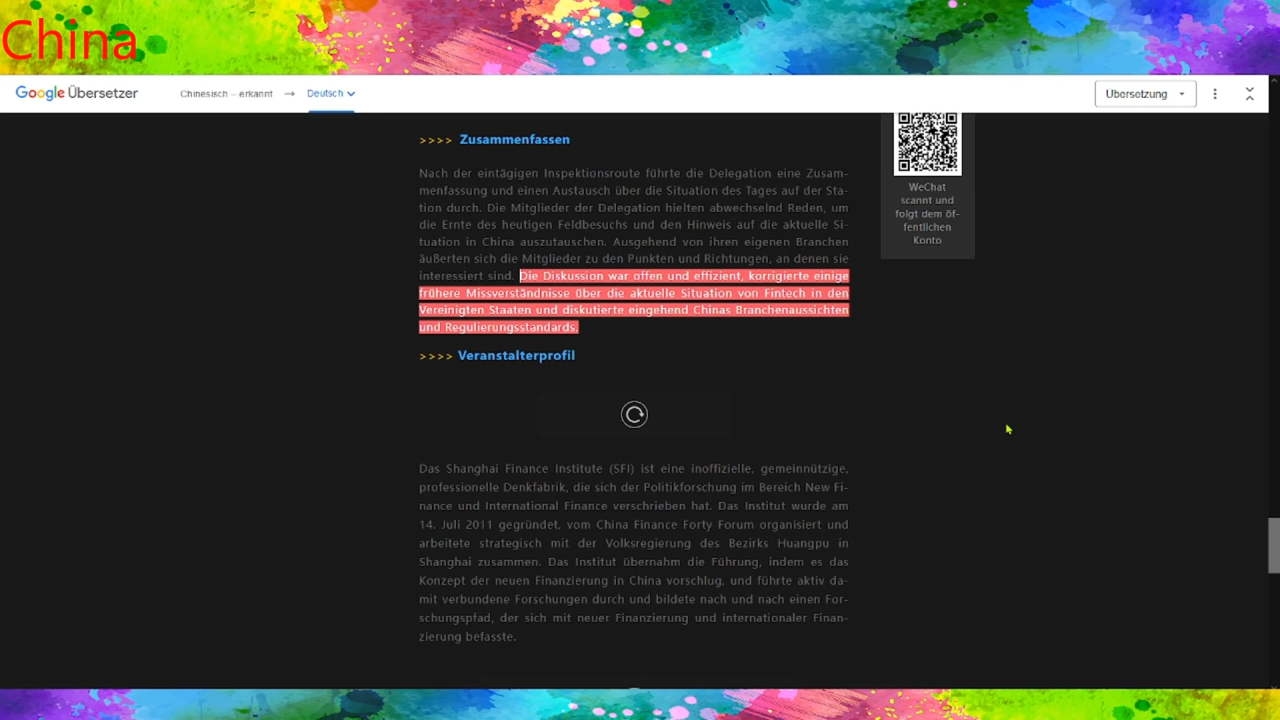 China
Google Übersetzer
Chinesisch – erkannt → Deutsch
Übersetzung
>>>> Zusammenfassen
Nach der eintägigen Inspektionsroute führte die Delegation eine Zusam-
menfassung und einen Austausch über die Situation des Tages auf der Sta-
tion durch. Die Mitglieder der Delegation hielten abwechselnd Reden, um
die Ernte des heutigen Feldbesuchs und den Hinweis auf die aktuelle Si-
tuation in China auszutauschen. Ausgehend von ihren eigenen Branchen
äußerten sich die Mitglieder zu den Punkten und Richtungen, an denen sie
interessiert sind. Die Diskussion war offen und effizient, korrigierte einige
frühere Missverständnisse über die aktuelle Situation von Fintech in den
Vereinigten Staaten und diskutierte eingehend Chinas Branchenaussichten
und Regulierungsstandards.
>>>> Veranstalterprofil
Das Shanghai Finance Institute (SFI) ist eine inoffizielle, gemeinnützige,
professionelle Denkfabrik, die sich der Politikforschung im Bereich New Fi-
nance und International Finance verschrieben hat. Das Institut wurde am
14. Juli 2011 gegründet, vom China Finance Forty Forum organisiert und
arbeitete strategisch mit der Volksregierung des Bezirks Huangpu in
Shanghai zusammen. Das Institut übernahm die Führung, indem es das
Konzept der neuen Finanzierung in China vorschlug, und führte aktiv da-
mit verbundene Forschungen durch und bildete nach und nach einen For-
schungspfad, der sich mit neuer Finanzierung und internationaler Finan-
zierung befasste.
WeChat
scannt und
folgt dem öf-
fentlichen
Konto